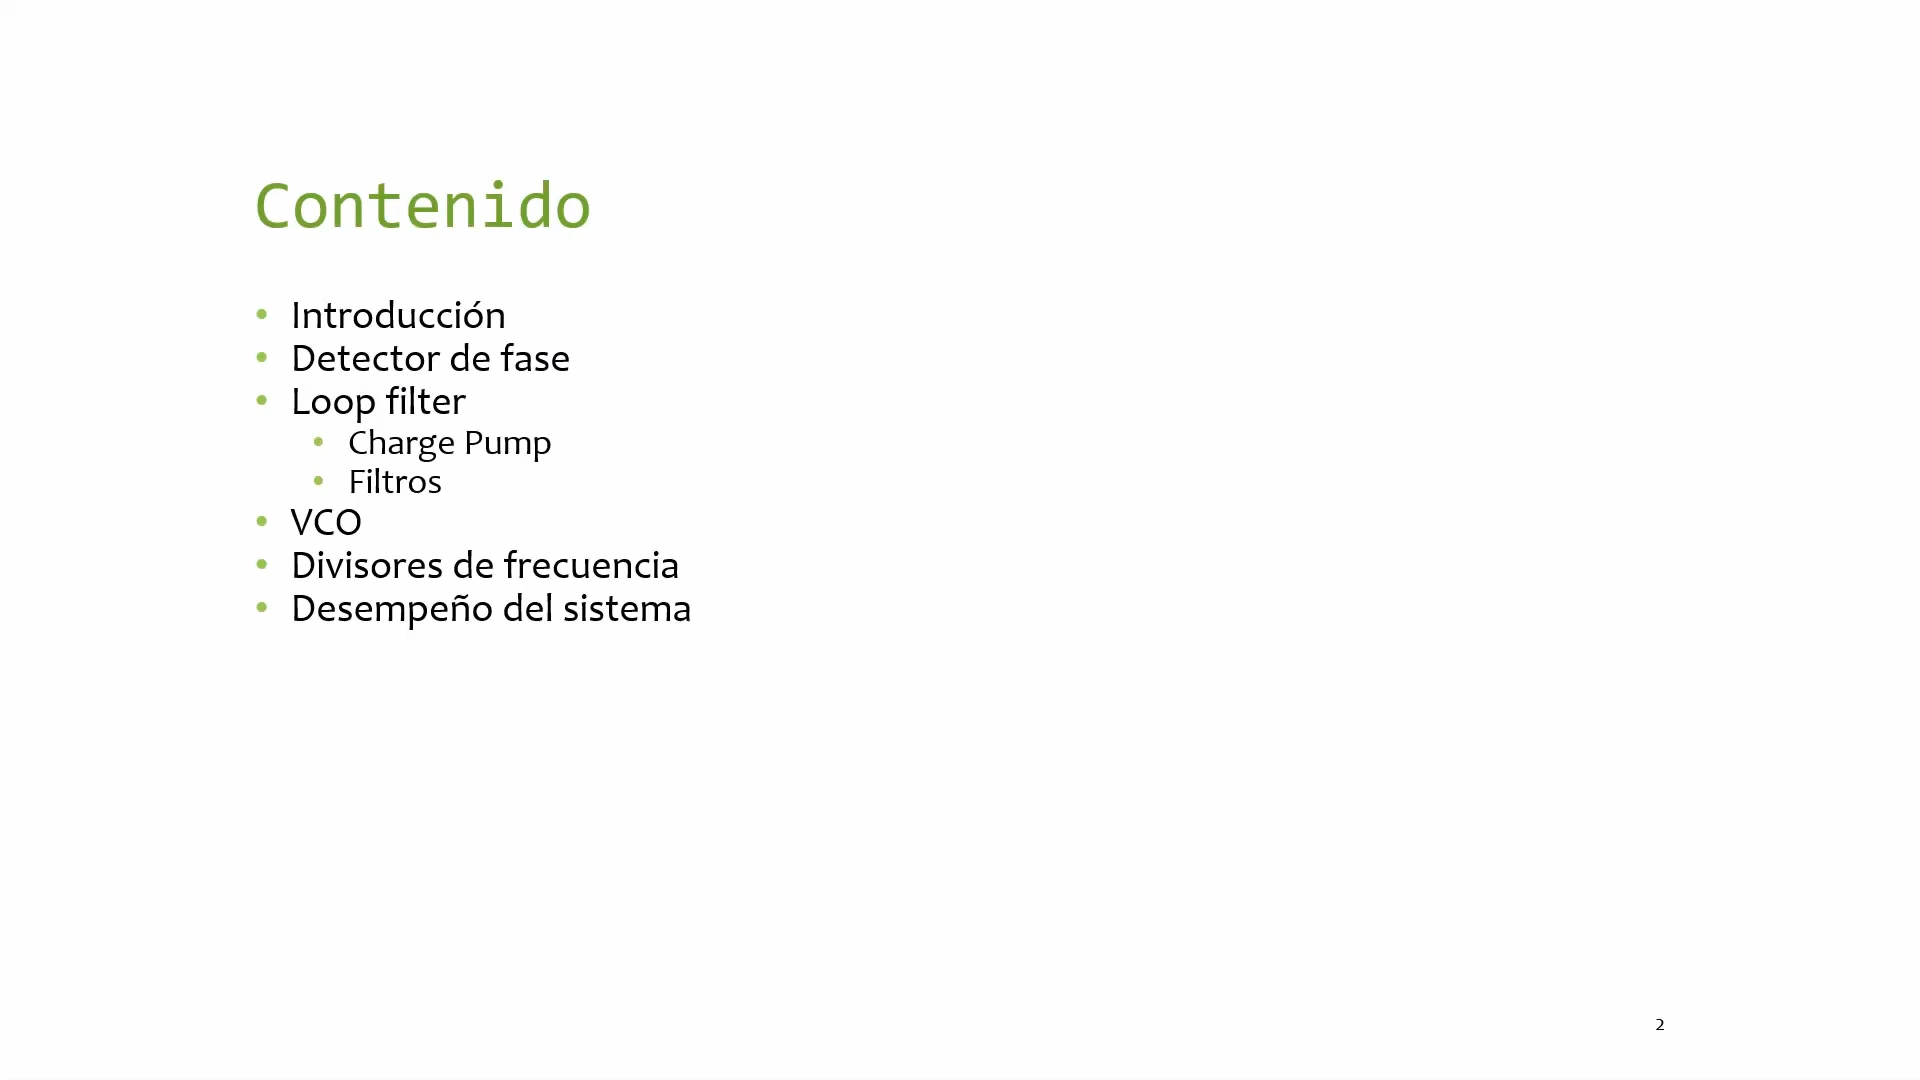 Contenido
• Introducción
• Detector de fase
• Loop filter
• Charge Pump
• Filtros
• VCO
• Divisores de frecuencia
• Desempeño del sistema
2